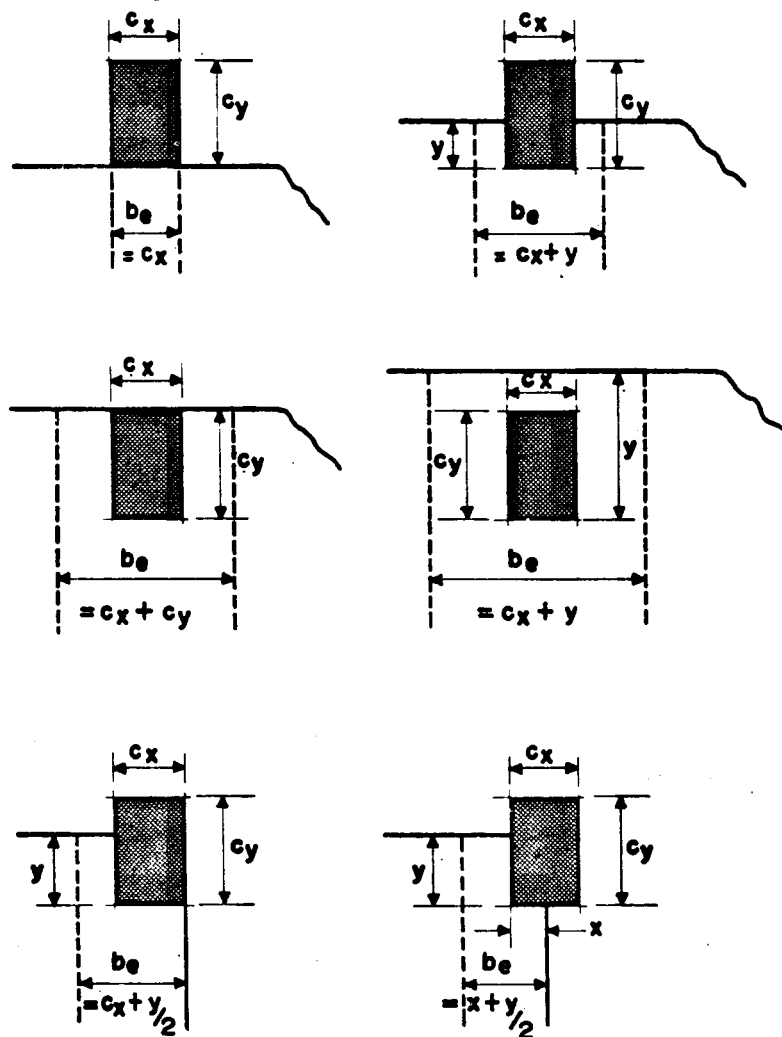 cx
cy
be
= cx
cx
cy
y
be
= cx + y
cx
cy
be
= cx + cy
cx
cy
y
be
= cx + y
cx
cy
y
be
= cx + y/2
cx
cy
y
x
be
= x + y/2